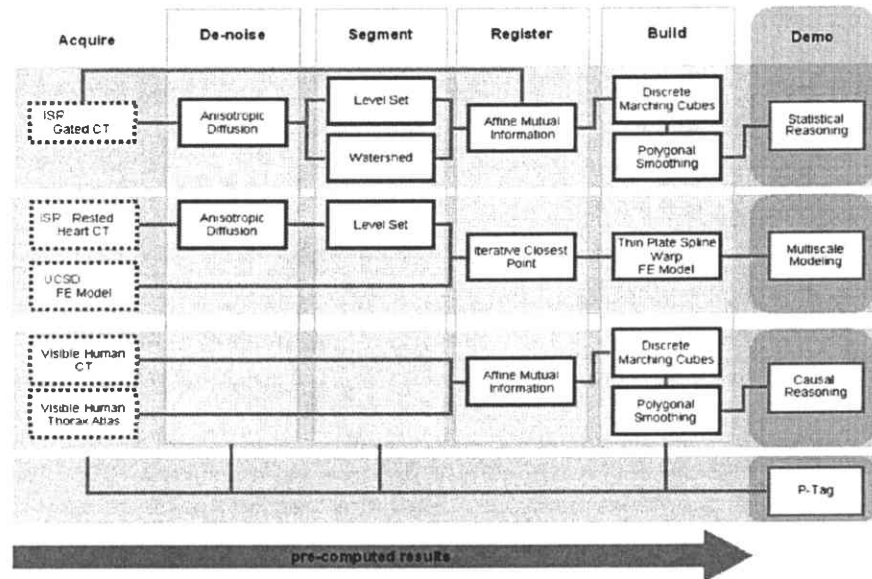 Acquire
De-noise
Segment
Register
Build
Demo
ISP
Gated CT
Anisotropic
Diffusion
Level Set
Watershed
Affine Mutual
Information
Discrete
Marching Cubes
Polygonal
Smoothing
Statistical
Reasoning
ISP Rested
Heart CT
Anisotropic
Diffusion
Level Set
UCSD
FE Model
Iterative Closest
Point
Thin Plate Spline
Warp
FE Model
Multiscale
Modeling
Visible Human
CT
Visible Human
Thorax Atlas
Affine Mutual
Information
Discrete
Marching Cubes
Polygonal
Smoothing
Causal
Reasoning
P-Tag
pre-computed results